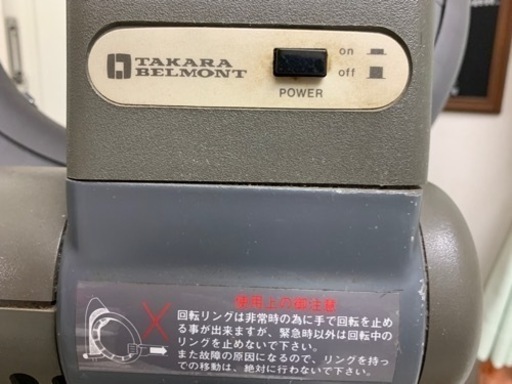 TAKARA
BELMONT
on
off
POWER
使用上の御注意
回転リングは非常時の為に手で回転を止め
る事が出来ますが、緊急時以外は回転中の
リングを止めないで下さい。
また故障の原因になるので、リングを持っ
での移動は、絶対に行わないで下さい。